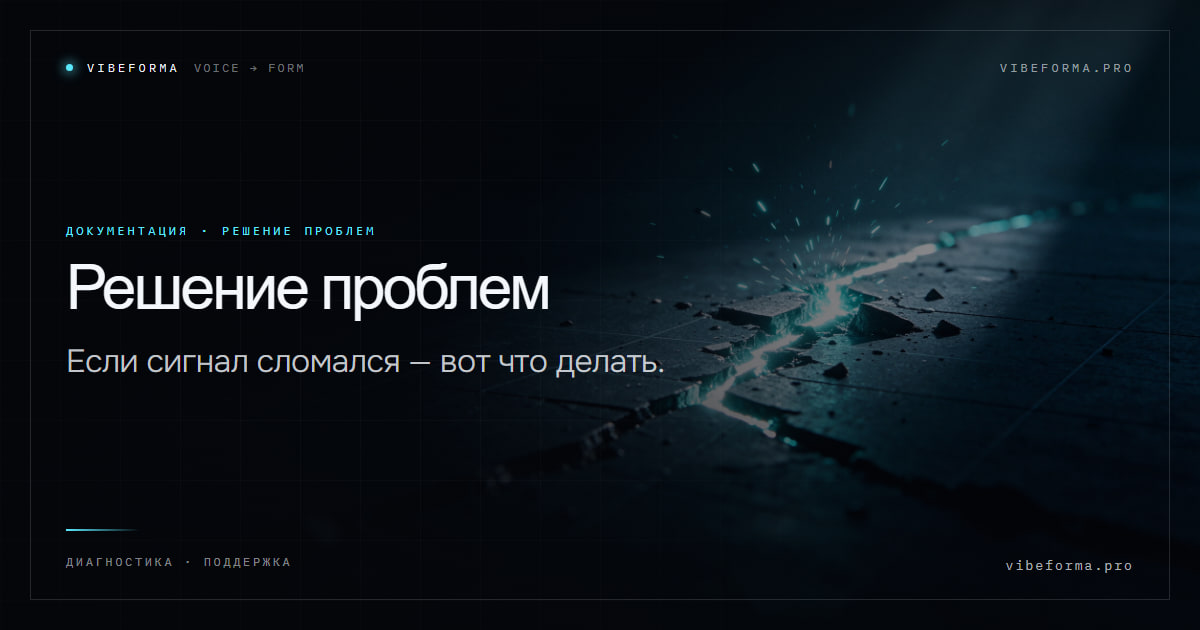 VIBEFORMA VOICE → FORM
VIBEFORMA.PRO
ДОКУМЕНТАЦИЯ · РЕШЕНИЕ ПРОБЛЕМ
Решение проблем
Если сигнал сломался — вот что делать.
ДИАГНОСТИКА · ПОДДЕРЖКА
vibeforma.pro